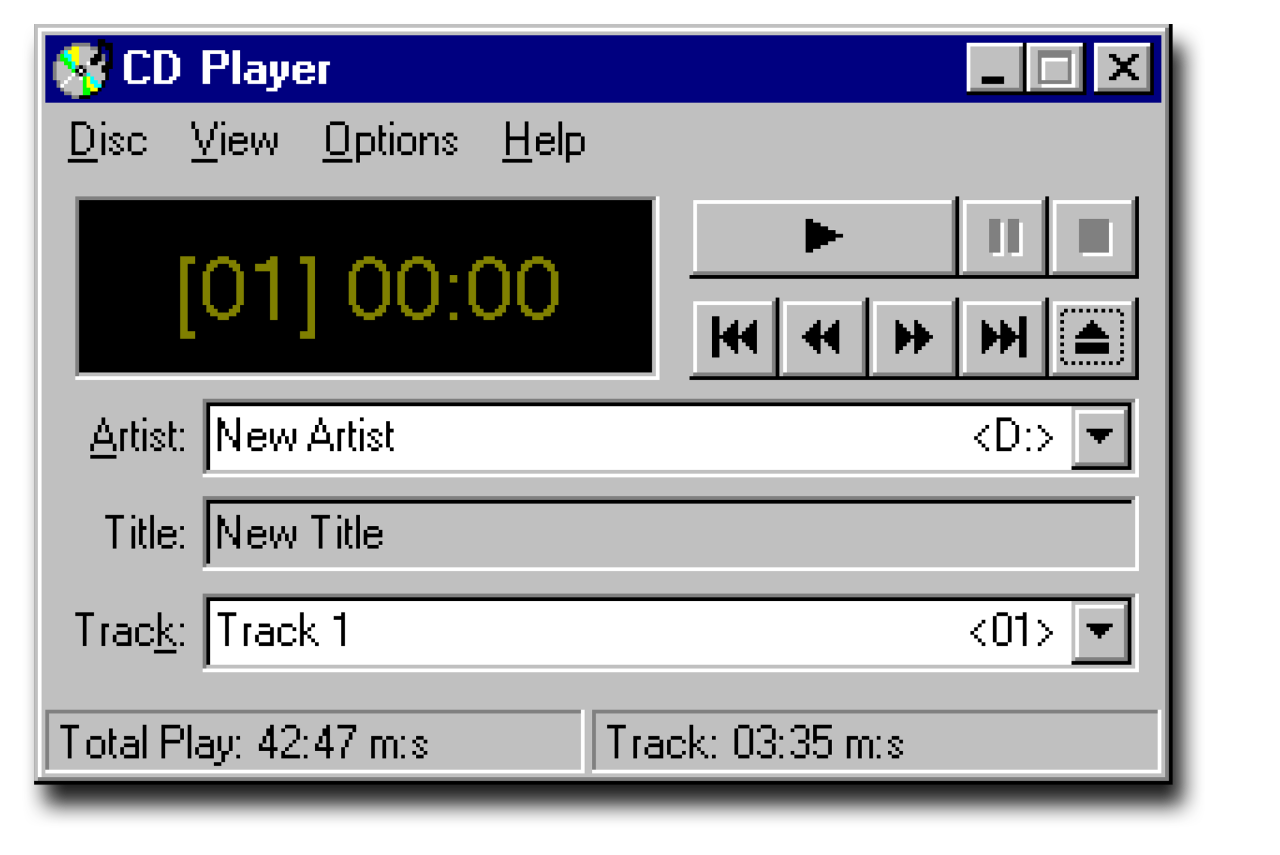 CD Player
Disc View Options Help
[01] 00:00
Artist: New Artist <D:>
Title: New Title
Track: Track 1 <01>
Total Play: 42:47 m:s Track: 03:35 m:s